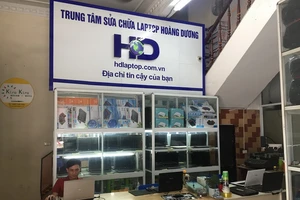 TRUNG TÂM SỬA CHỮA LAPTOP HOÀNG DƯƠNG
HD
hdlaptop.com.vn
Địa chỉ tin cậy của bạn